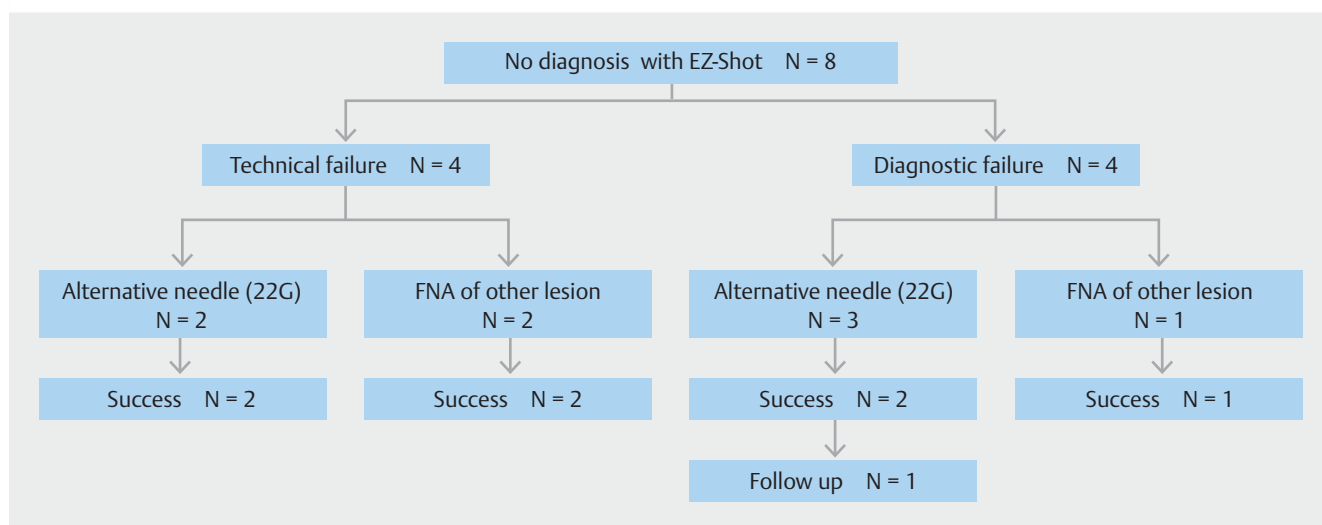 No diagnosis with EZ-Shot N = 8
Technical failure N = 4
Diagnostic failure N = 4
Alternative needle (22G)
N = 2
FNA of other lesion
N = 2
Alternative needle (22G)
N = 3
FNA of other lesion
N = 1
Success N = 2
Success N = 2
Success N = 2
Success N = 1
Follow up N = 1